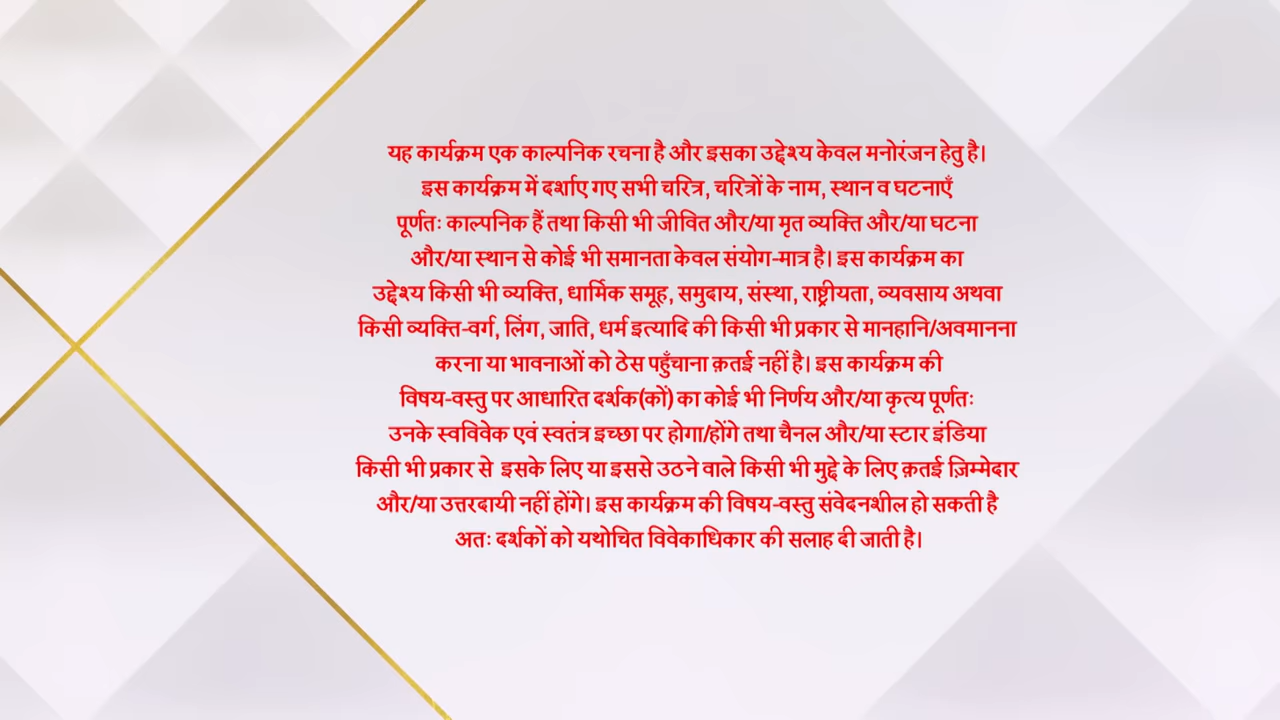 यह कार्यक्रम एक काल्पनिक रचना है और इसका उद्देश्य केवल मनोरंजन हेतु है।
इस कार्यक्रम में दर्शाए गए सभी चरित्र, चरित्रों के नाम, स्थान व घटनाएँ
पूर्णतः काल्पनिक हैं तथा किसी भी जीवित और/या मृत व्यक्ति और/या घटना
और/या स्थान से कोई भी समानता केवल संयोग-मात्र है। इस कार्यक्रम का
उद्देश्य किसी भी व्यक्ति, धार्मिक समूह, समुदाय, संस्था, राष्ट्रीयता, व्यवसाय अथवा
किसी व्यक्ति-वर्ग, लिंग, जाति, धर्म इत्यादि की किसी भी प्रकार से मानहानि/अवमानना
करना या भावनाओं को ठेस पहुँचाना क़तई नहीं है। इस कार्यक्रम की
विषय-वस्तु पर आधारित दर्शक(कों) का कोई भी निर्णय और/या कृत्य पूर्णतः
उनके स्वविवेक एवं स्वतंत्र इच्छा पर होगा/होंगे तथा चैनल और/या स्टार इंडिया
किसी भी प्रकार से इसके लिए या इससे उठने वाले किसी भी मुद्दे के लिए क़तई ज़िम्मेदार
और/या उत्तरदायी नहीं होंगे। इस कार्यक्रम की विषय-वस्तु संवेदनशील हो सकती है
अतः दर्शकों को यथोचित विवेकाधिकार की सलाह दी जाती है।